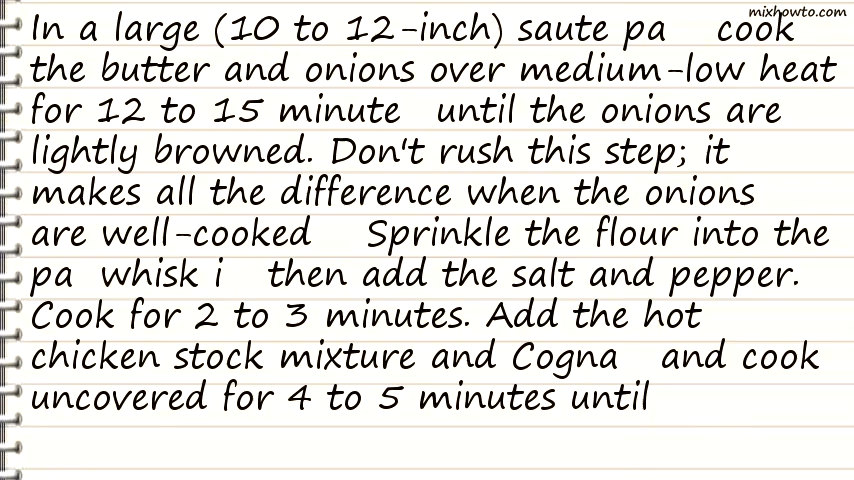 mixhowto.com
In a large (10 to 12-inch) saute pa cook
the butter and onions over medium-low heat
for 12 to 15 minute until the onions are
lightly browned. Don't rush this step; it
makes all the difference when the onions
are well-cooked Sprinkle the flour into the
pa whisk i then add the salt and pepper.
Cook for 2 to 3 minutes. Add the hot
chicken stock mixture and Cogna and cook
uncovered for 4 to 5 minutes until